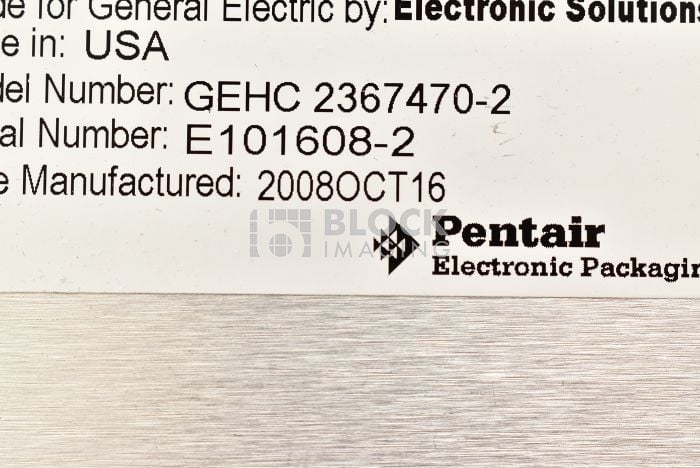 de for General Electric by: Electronic Solutions
e in: USA
del Number: GEHC 2367470-2
al Number: E101608-2
e Manufactured: 2008OCT16
BLOCK
IMAGING
Pentair
Electronic Packagin